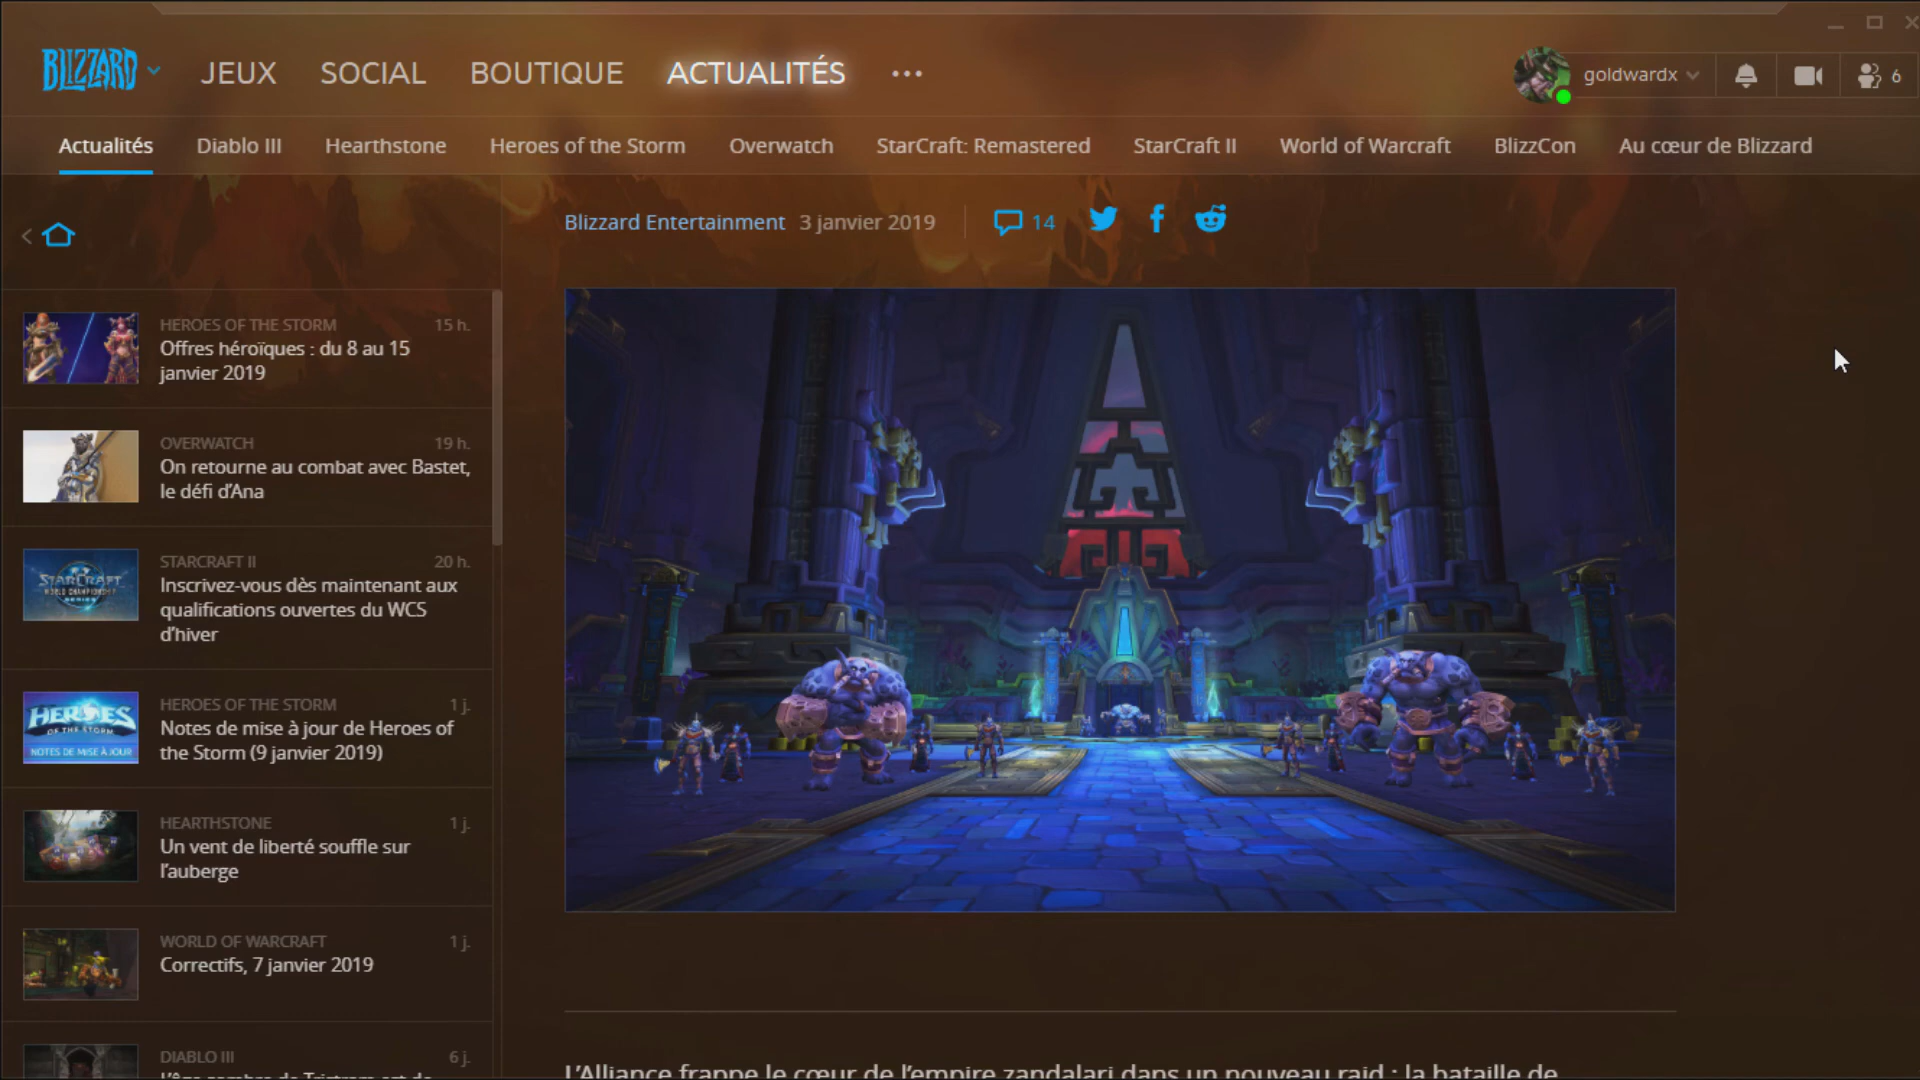 BLIZZARD
JEUX
SOCIAL
BOUTIQUE
ACTUALITÉS
goldwardx
6
Actualités
Diablo III
Hearthstone
Heroes of the Storm
Overwatch
StarCraft: Remastered
StarCraft II
World of Warcraft
BlizzCon
Au cœur de Blizzard
Blizzard Entertainment 3 janvier 2019
14
HEROES OF THE STORM 15 h.
Offres héroïques : du 8 au 15
janvier 2019
OVERWATCH 19 h.
On retourne au combat avec Bastet,
le défi d’Ana
STARCRAFT
WORLD CHAMPIONSHIP
SERIES
STARCRAFT II 20 h.
Inscrivez-vous dès maintenant aux
qualifications ouvertes du WCS
d’hiver
HEROES
OF THE STORM
NOTES DE MISE À JOUR
HEROES OF THE STORM 1 j.
Notes de mise à jour de Heroes of
the Storm (9 janvier 2019)
HEARTHSTONE 1 j.
Un vent de liberté souffle sur
l’auberge
WORLD OF WARCRAFT 1 j.
Correctifs, 7 janvier 2019
DIABLO III 6 j.
L’Alliance frappe le cœur de l’empire zandalari dans un nouveau raid : la bataille de